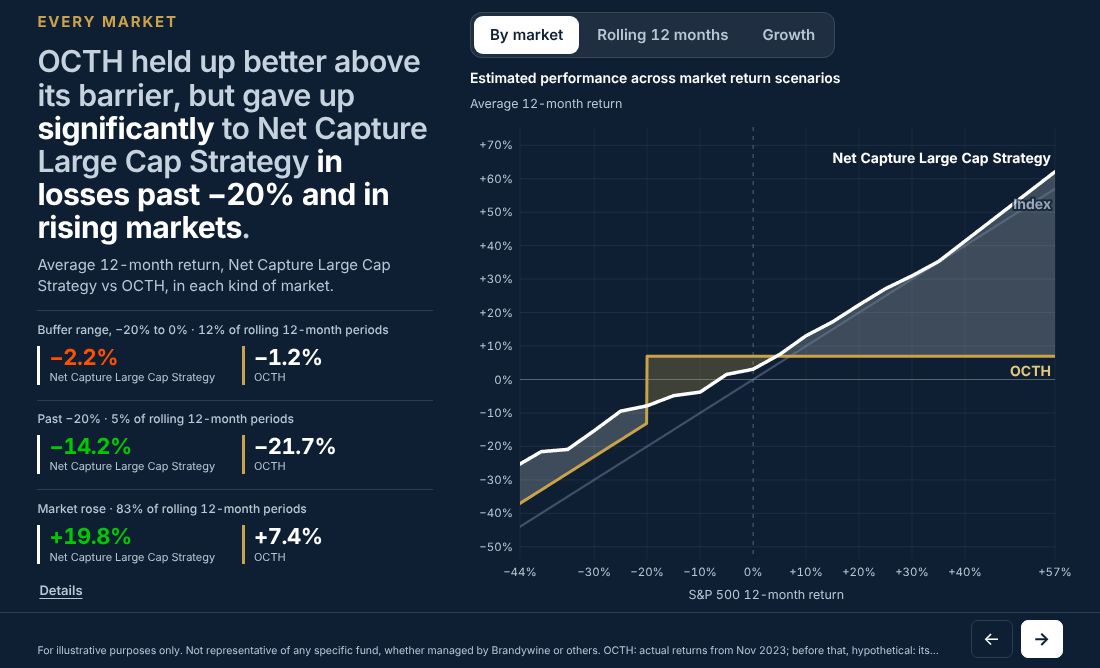 EVERY MARKET
OCTH held up better above
its barrier, but gave up
significantly to Net Capture
Large Cap Strategy in
losses past −20% and in
rising markets.
Average 12-month return, Net Capture Large Cap
Strategy vs OCTH, in each kind of market.
Buffer range, −20% to 0% · 12% of rolling 12-month periods
−2.2%
Net Capture Large Cap Strategy
−1.2%
OCTH
Past −20% · 5% of rolling 12-month periods
−14.2%
Net Capture Large Cap Strategy
−21.7%
OCTH
Market rose · 83% of rolling 12-month periods
+19.8%
Net Capture Large Cap Strategy
+7.4%
OCTH
Details
By market
Rolling 12 months
Growth
Estimated performance across market return scenarios
Average 12-month return
+70%
+60%
+50%
+40%
+30%
+20%
+10%
0%
−10%
−20%
−30%
−40%
−50%
Net Capture Large Cap Strategy
Index
OCTH
−44%
−30%
−20%
−10%
0%
+10%
+20%
+30%
+40%
+57%
S&P 500 12-month return
For illustrative purposes only. Not representative of any specific fund, whether managed by Brandywine or others. OCTH: actual returns from Nov 2023; before that, hypothetical: its...